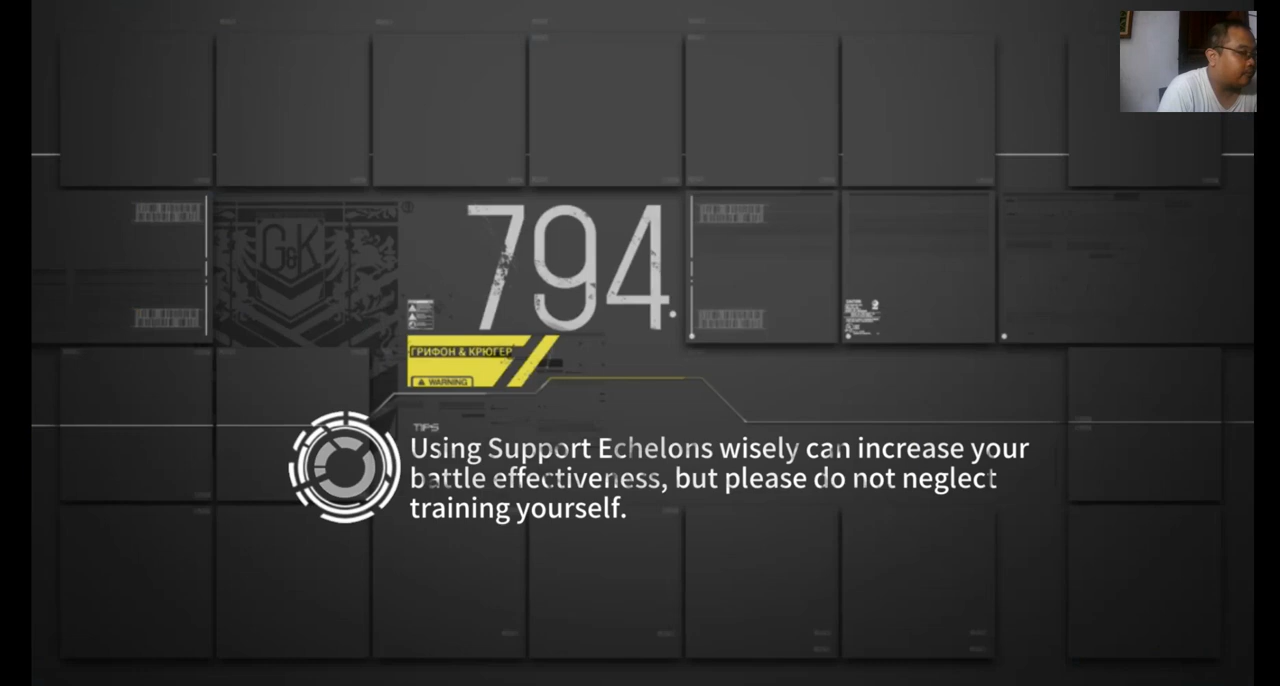 G&K
794.
ГРИФОН & КРЮГЕР
WARNING
TIPS
Using Support Echelons wisely can increase your
battle effectiveness, but please do not neglect
training yourself.